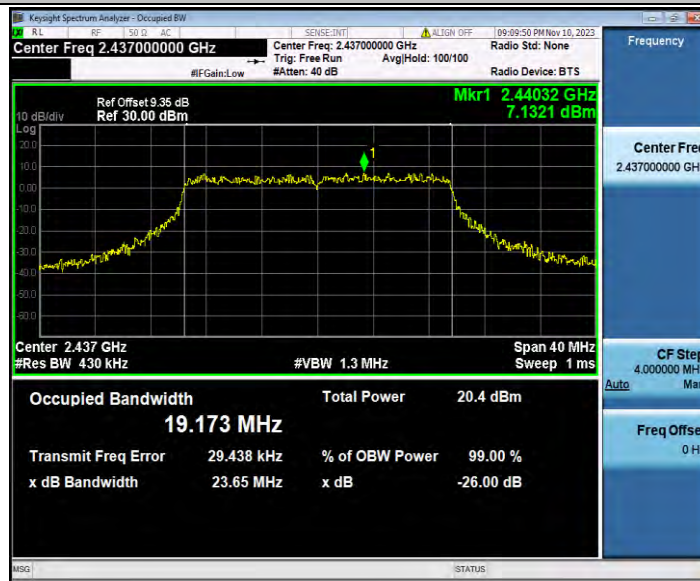 Keysight Spectrum Analyzer - Occupied BW
RL RF 50 Ω AC SENSE:INT ALIGN OFF 09:09:50 PM Nov 10, 2023
Center Freq 2.437000000 GHz
Center Freq: 2.437000000 GHz
Radio Std: None
Trig: Free Run Avg|Hold: 100/100
#IFGain:Low #Atten: 40 dB Radio Device: BTS
Frequency
Ref Offset 9.35 dB
10 dB/div Ref 30.00 dBm
Mkr1 2.44032 GHz
7.1321 dBm
Log
20.0
10.0
0.00
-10.0
-20.0
-30.0
-40.0
-50.0
-60.0
1
Center 2.437 GHz Span 40 MHz
#Res BW 430 kHz #VBW 1.3 MHz Sweep 1 ms
Occupied Bandwidth Total Power 20.4 dBm
19.173 MHz
Transmit Freq Error 29.438 kHz % of OBW Power 99.00 %
x dB Bandwidth 23.65 MHz x dB -26.00 dB
Center Fre
2.437000000 GH
CF Step
4.000000 MH
Auto Ma
Freq Offse
0 H
MSG STATUS